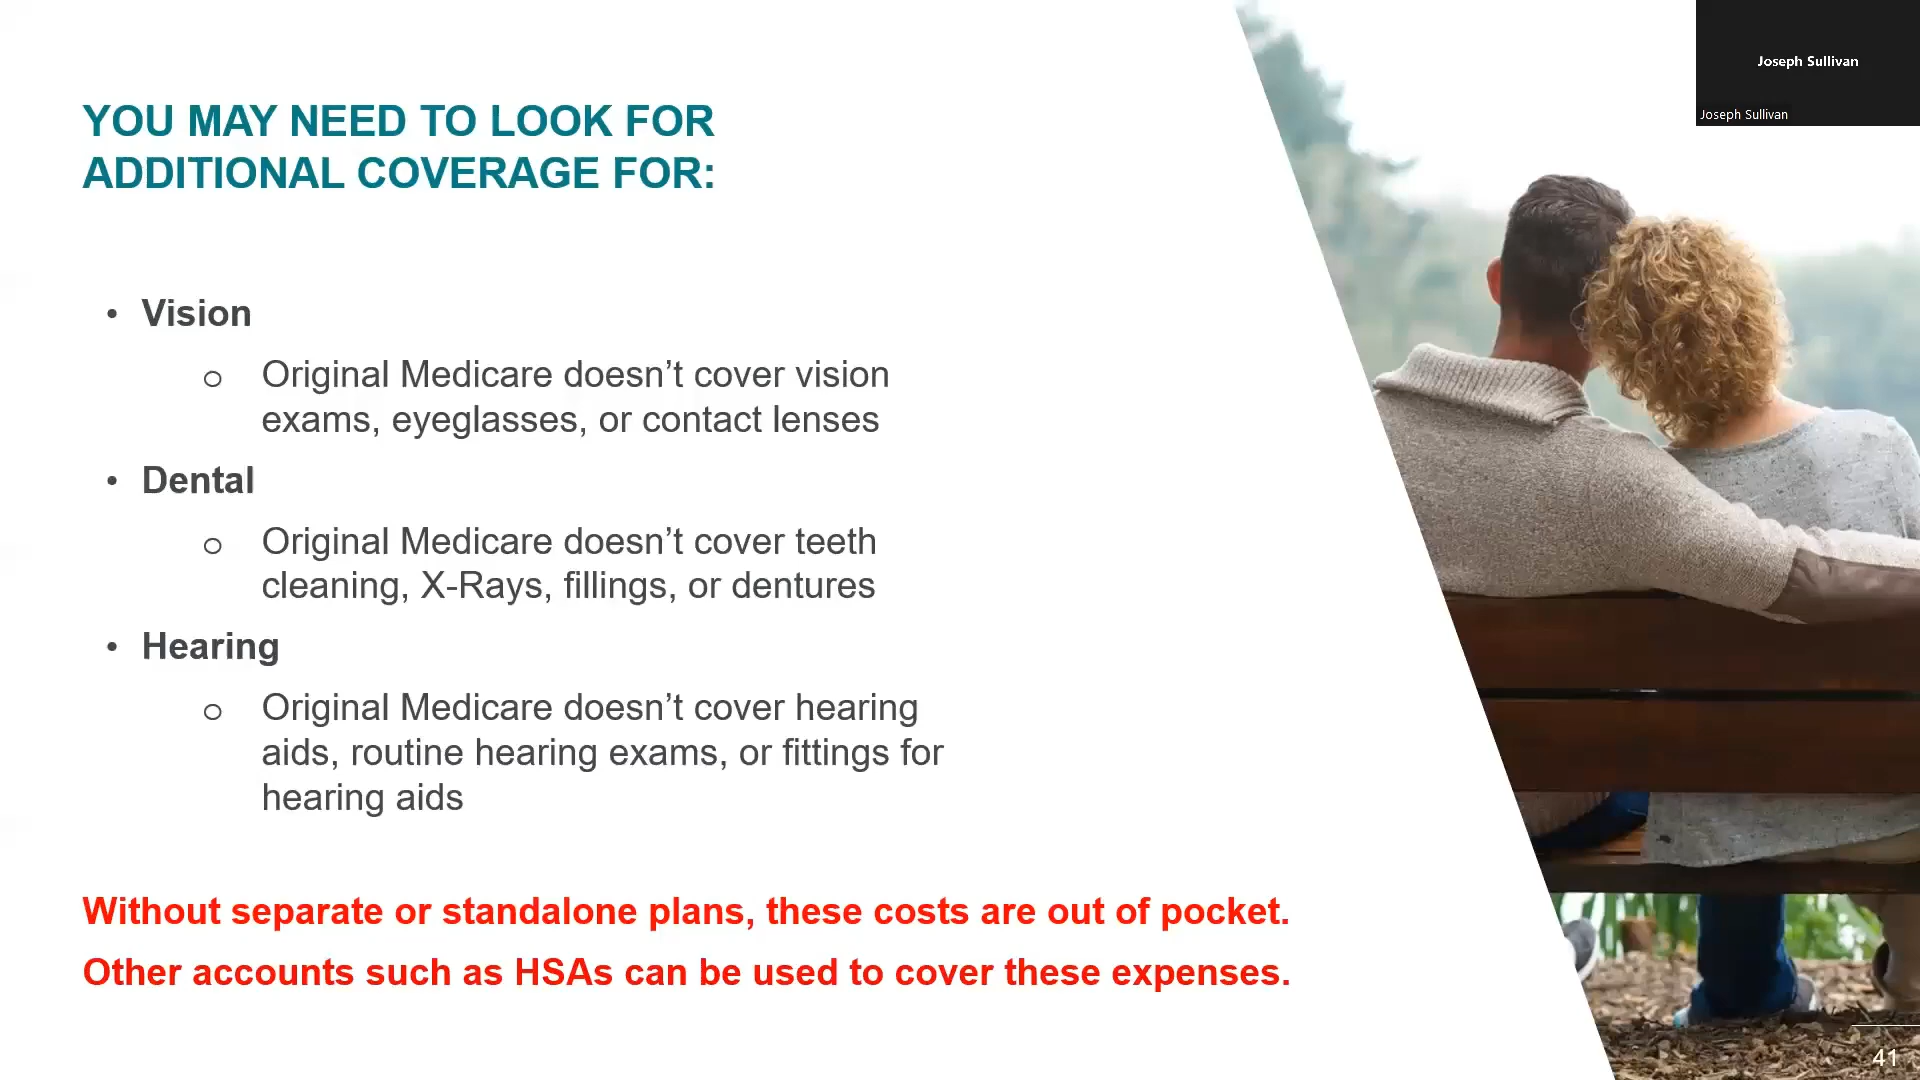 Joseph Sullivan
Joseph Sullivan
YOU MAY NEED TO LOOK FOR
ADDITIONAL COVERAGE FOR:
• Vision
o Original Medicare doesn’t cover vision
exams, eyeglasses, or contact lenses
• Dental
o Original Medicare doesn’t cover teeth
cleaning, X-Rays, fillings, or dentures
• Hearing
o Original Medicare doesn’t cover hearing
aids, routine hearing exams, or fittings for
hearing aids
Without separate or standalone plans, these costs are out of pocket.
Other accounts such as HSAs can be used to cover these expenses.
41